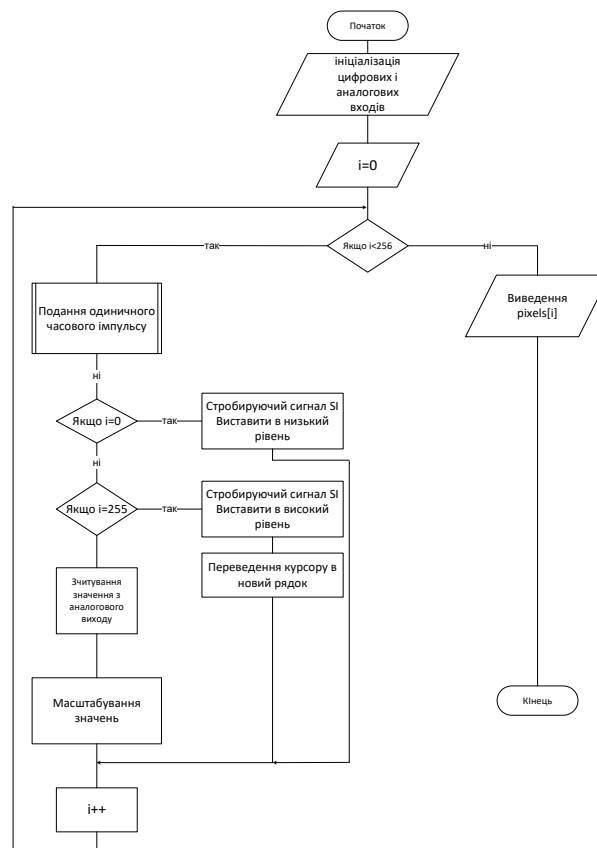 Початок
ініціалізація
цифрових і
аналогових
входів
i=0
Якщо i<256
так
ні
Подання одиничного
часового імпульсу
Виведення
pixels[i]
ні
Якщо i=0
так
Стробируючий сигнал SI
Виставити в низький
рівень
ні
Якщо i=255
так
Стробируючий сигнал SI
Виставити в високий
рівень
Зчитування
значення з
аналогового
виходу
Переведення курсору в
новий рядок
Масштабування
значень
Кінець
i++